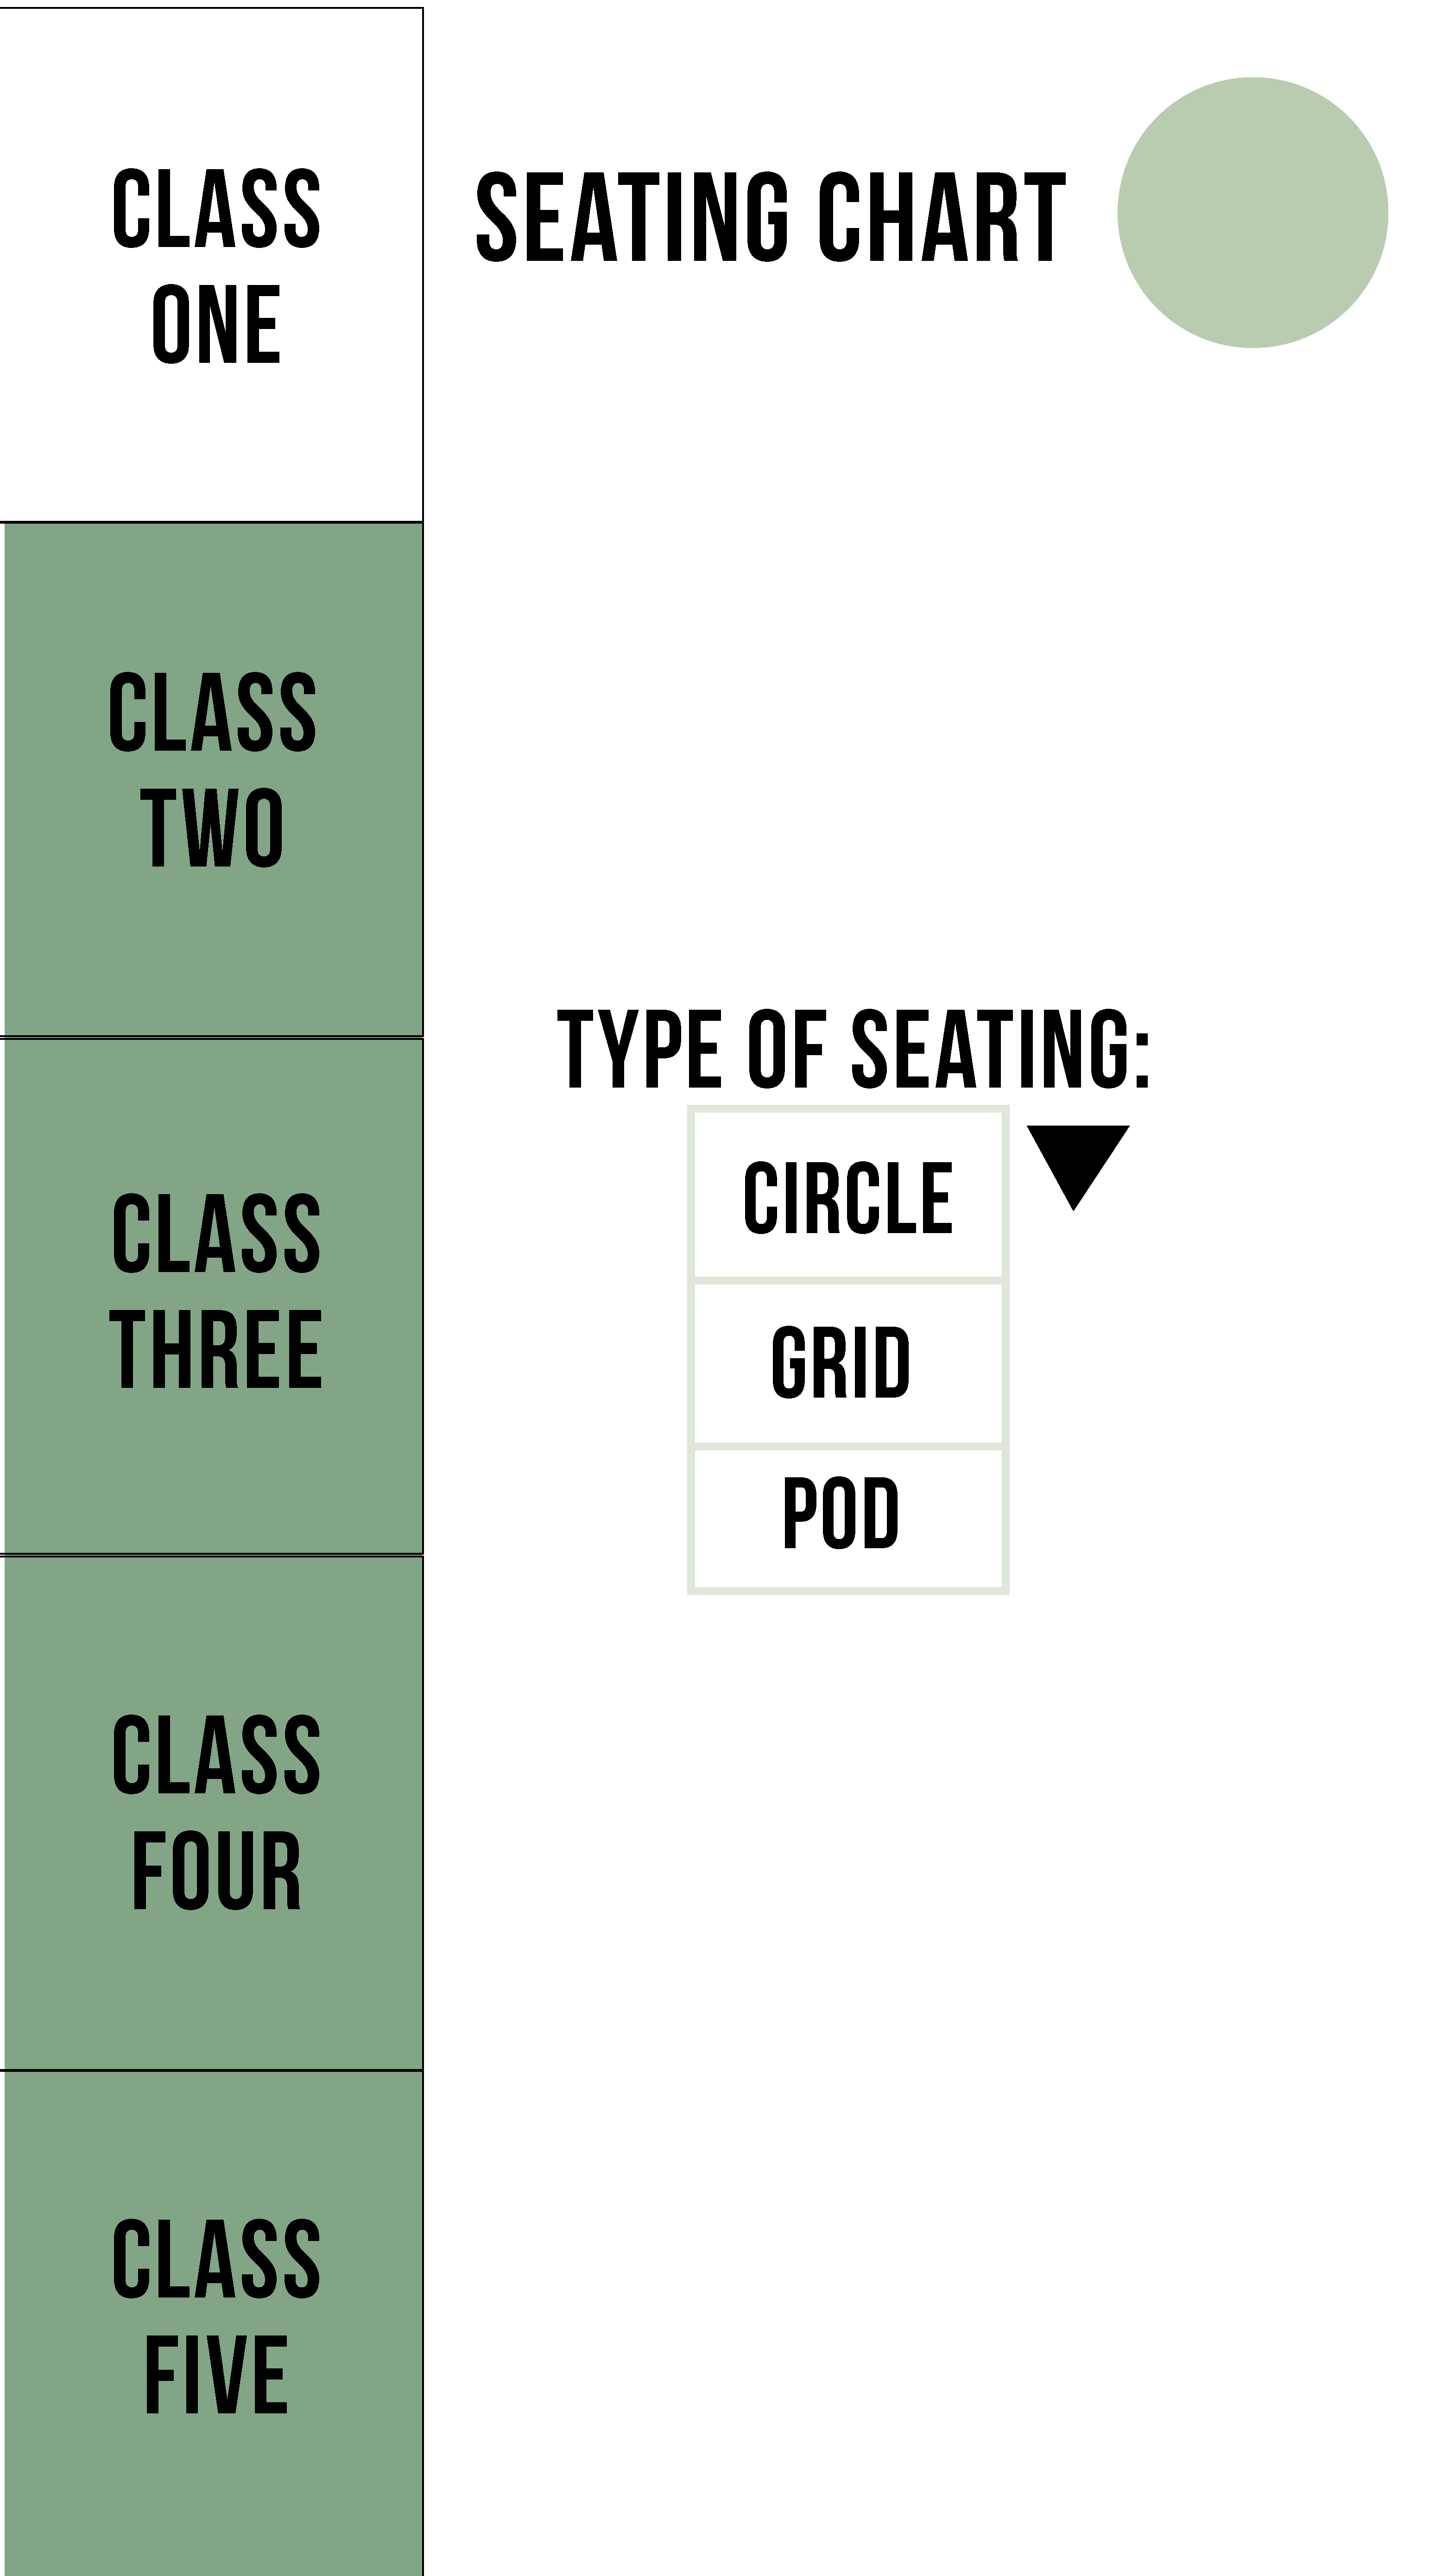 CLASS
ONE
CLASS
TWO
CLASS
THREE
CLASS
FOUR
CLASS
FIVE
SEATING CHART
TYPE OF SEATING:
CIRCLE
GRID
POD